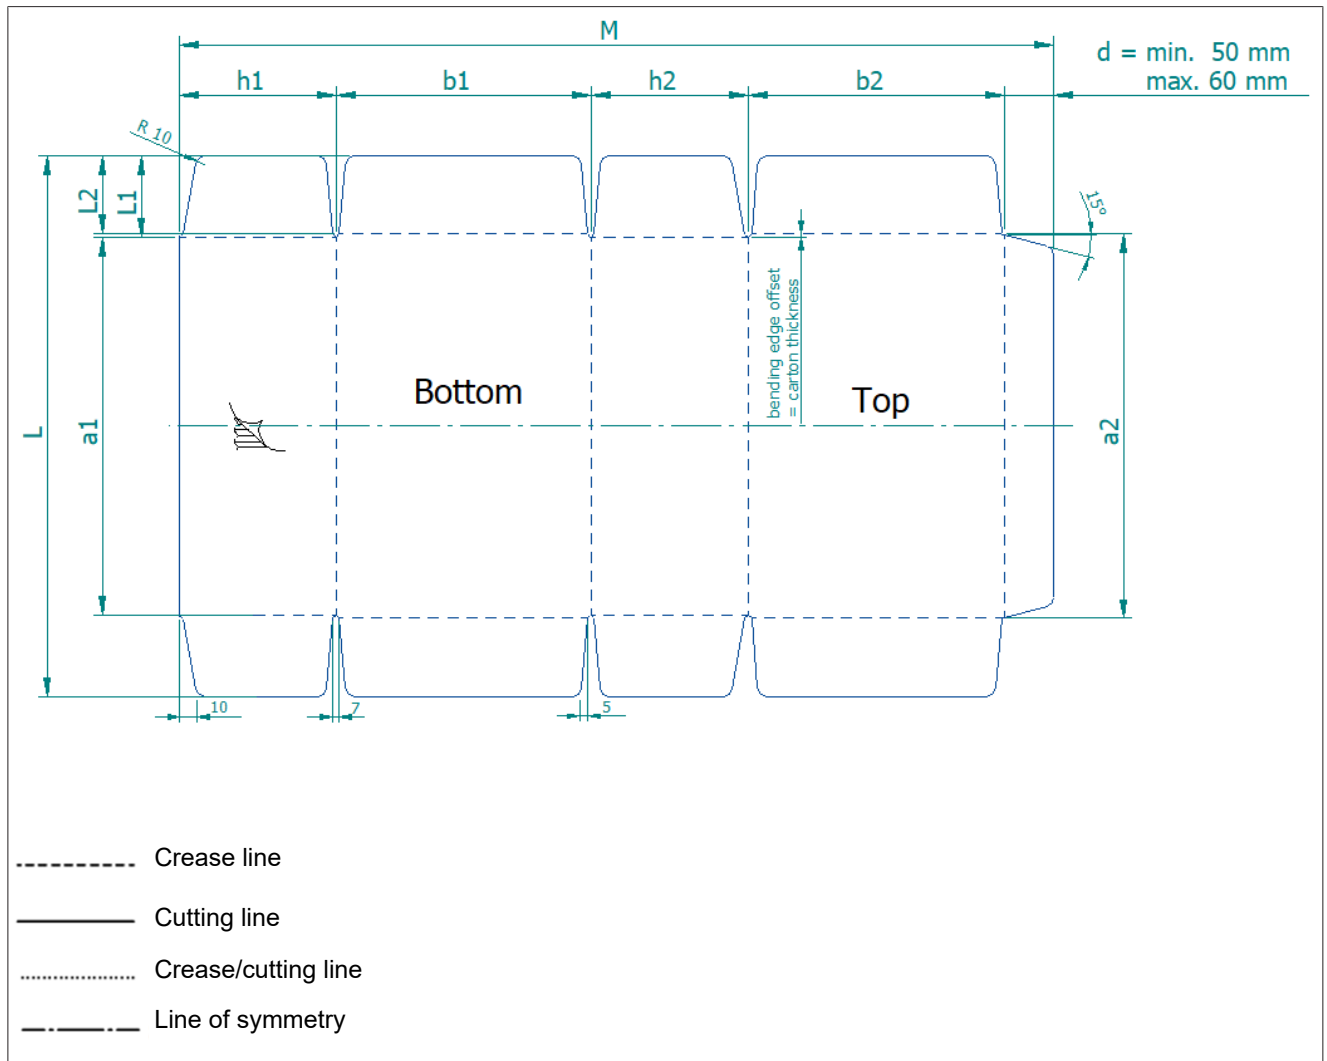 M
d = min. 50 mm
max. 60 mm
h1
b1
h2
b2
R 10
L2
L1
15°
bending edge offset
= carton thickness
Bottom
Top
L
a1
a2
10
7
5
Crease line
Cutting line
Crease/cutting line
Line of symmetry